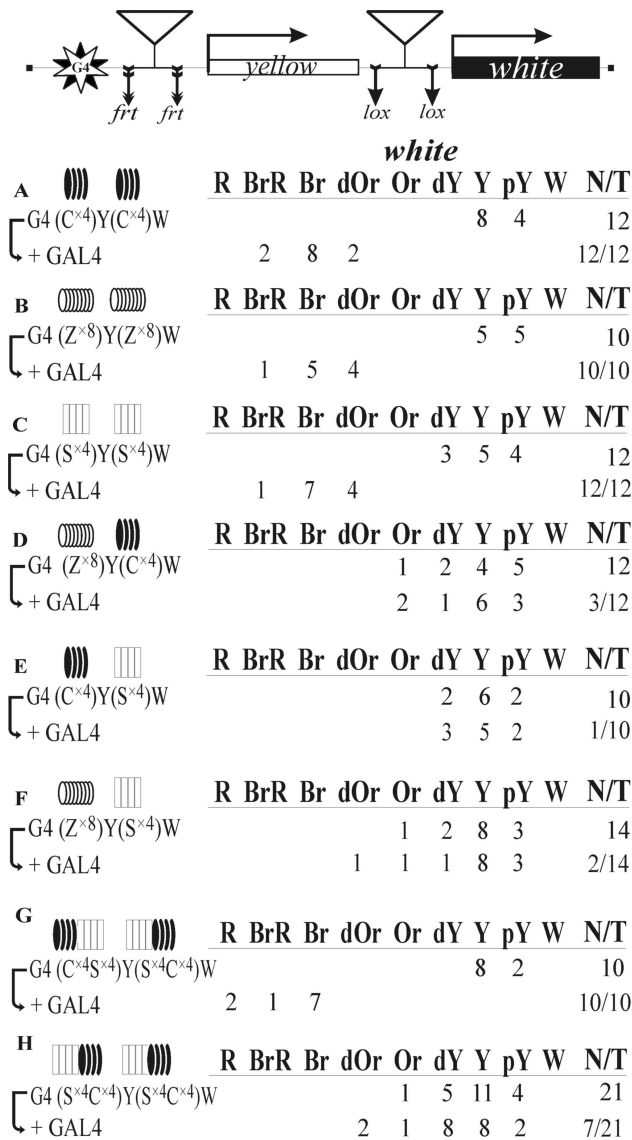 G4 yellow white
frt frt lox lox
white
A R BrR Br dOr Or dY Y pY W N/T
G4 (C×4)Y(C×4)W 8 4 12
+ GAL4 2 8 2 12/12
B R BrR Br dOr Or dY Y pY W N/T
G4 (Z×8)Y(Z×8)W 5 5 10
+ GAL4 1 5 4 10/10
C R BrR Br dOr Or dY Y pY W N/T
G4 (S×4)Y(S×4)W 3 5 4 12
+ GAL4 1 7 4 12/12
D R BrR Br dOr Or dY Y pY W N/T
G4 (Z×8)Y(C×4)W 1 2 4 5 12
+ GAL4 2 1 6 3 3/12
E R BrR Br dOr Or dY Y pY W N/T
G4 (C×4)Y(S×4)W 2 6 2 10
+ GAL4 3 5 2 1/10
F R BrR Br dOr Or dY Y pY W N/T
G4 (Z×8)Y(S×4)W 1 2 8 3 14
+ GAL4 1 1 1 8 3 2/14
G R BrR Br dOr Or dY Y pY W N/T
G4 (C×4S×4)Y(S×4C×4)W 8 2 10
+ GAL4 2 1 7 10/10
H R BrR Br dOr Or dY Y pY W N/T
G4 (S×4C×4)Y(S×4C×4)W 1 5 11 4 21
+ GAL4 2 1 8 8 2 7/21